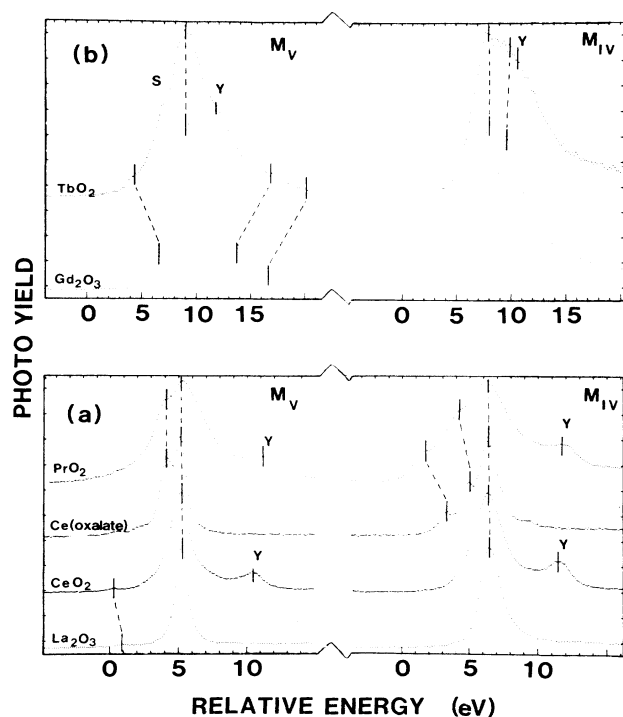 (b)
M_V
M_IV
S
Y
Y
TbO₂
Gd₂O₃
0 5 10 15 0 5 10 15
PHOTO YIELD
(a)
M_V
M_IV
Y
Y
PrO₂
Ce(oxalate)
Y
Y
CeO₂
La₂O₃
0 5 10 0 5 10
RELATIVE ENERGY (eV)